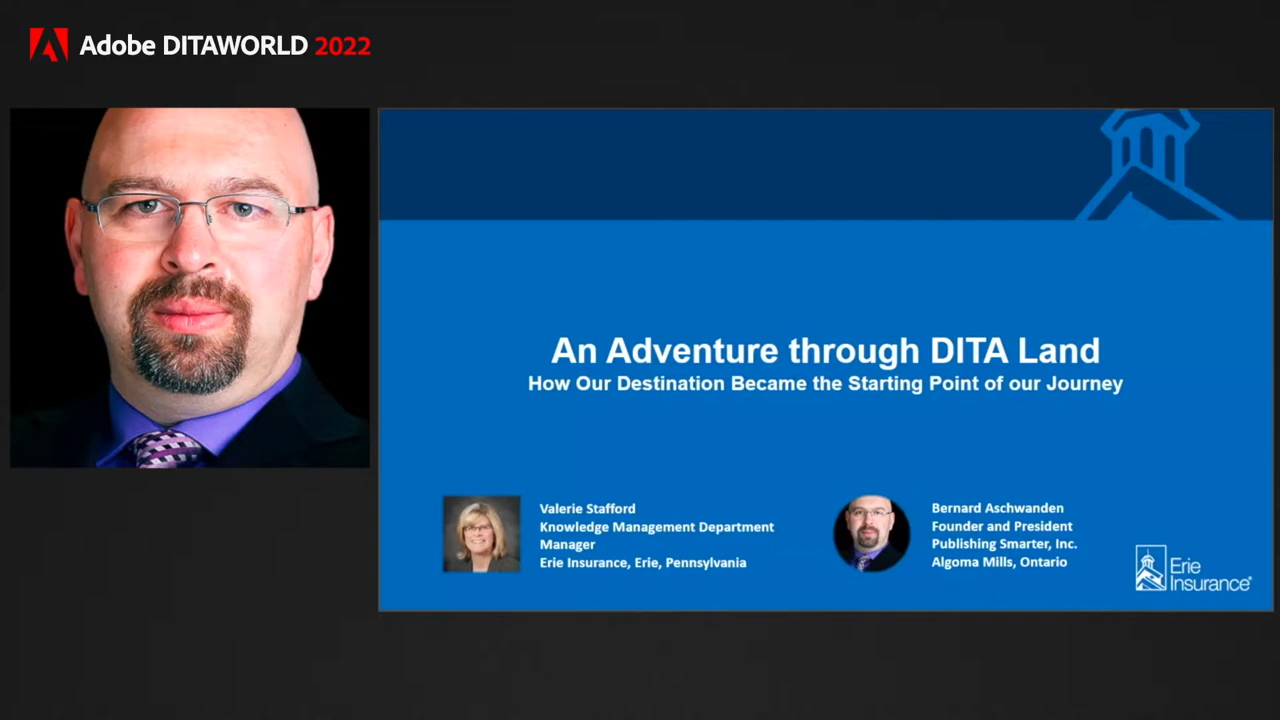 Adobe DITAWORLD 2022
An Adventure through DITA Land
How Our Destination Became the Starting Point of our Journey
Valerie Stafford
Knowledge Management Department
Manager
Erie Insurance, Erie, Pennsylvania
Bernard Aschwanden
Founder and President
Publishing Smarter, Inc.
Algoma Mills, Ontario
Erie
Insurance®